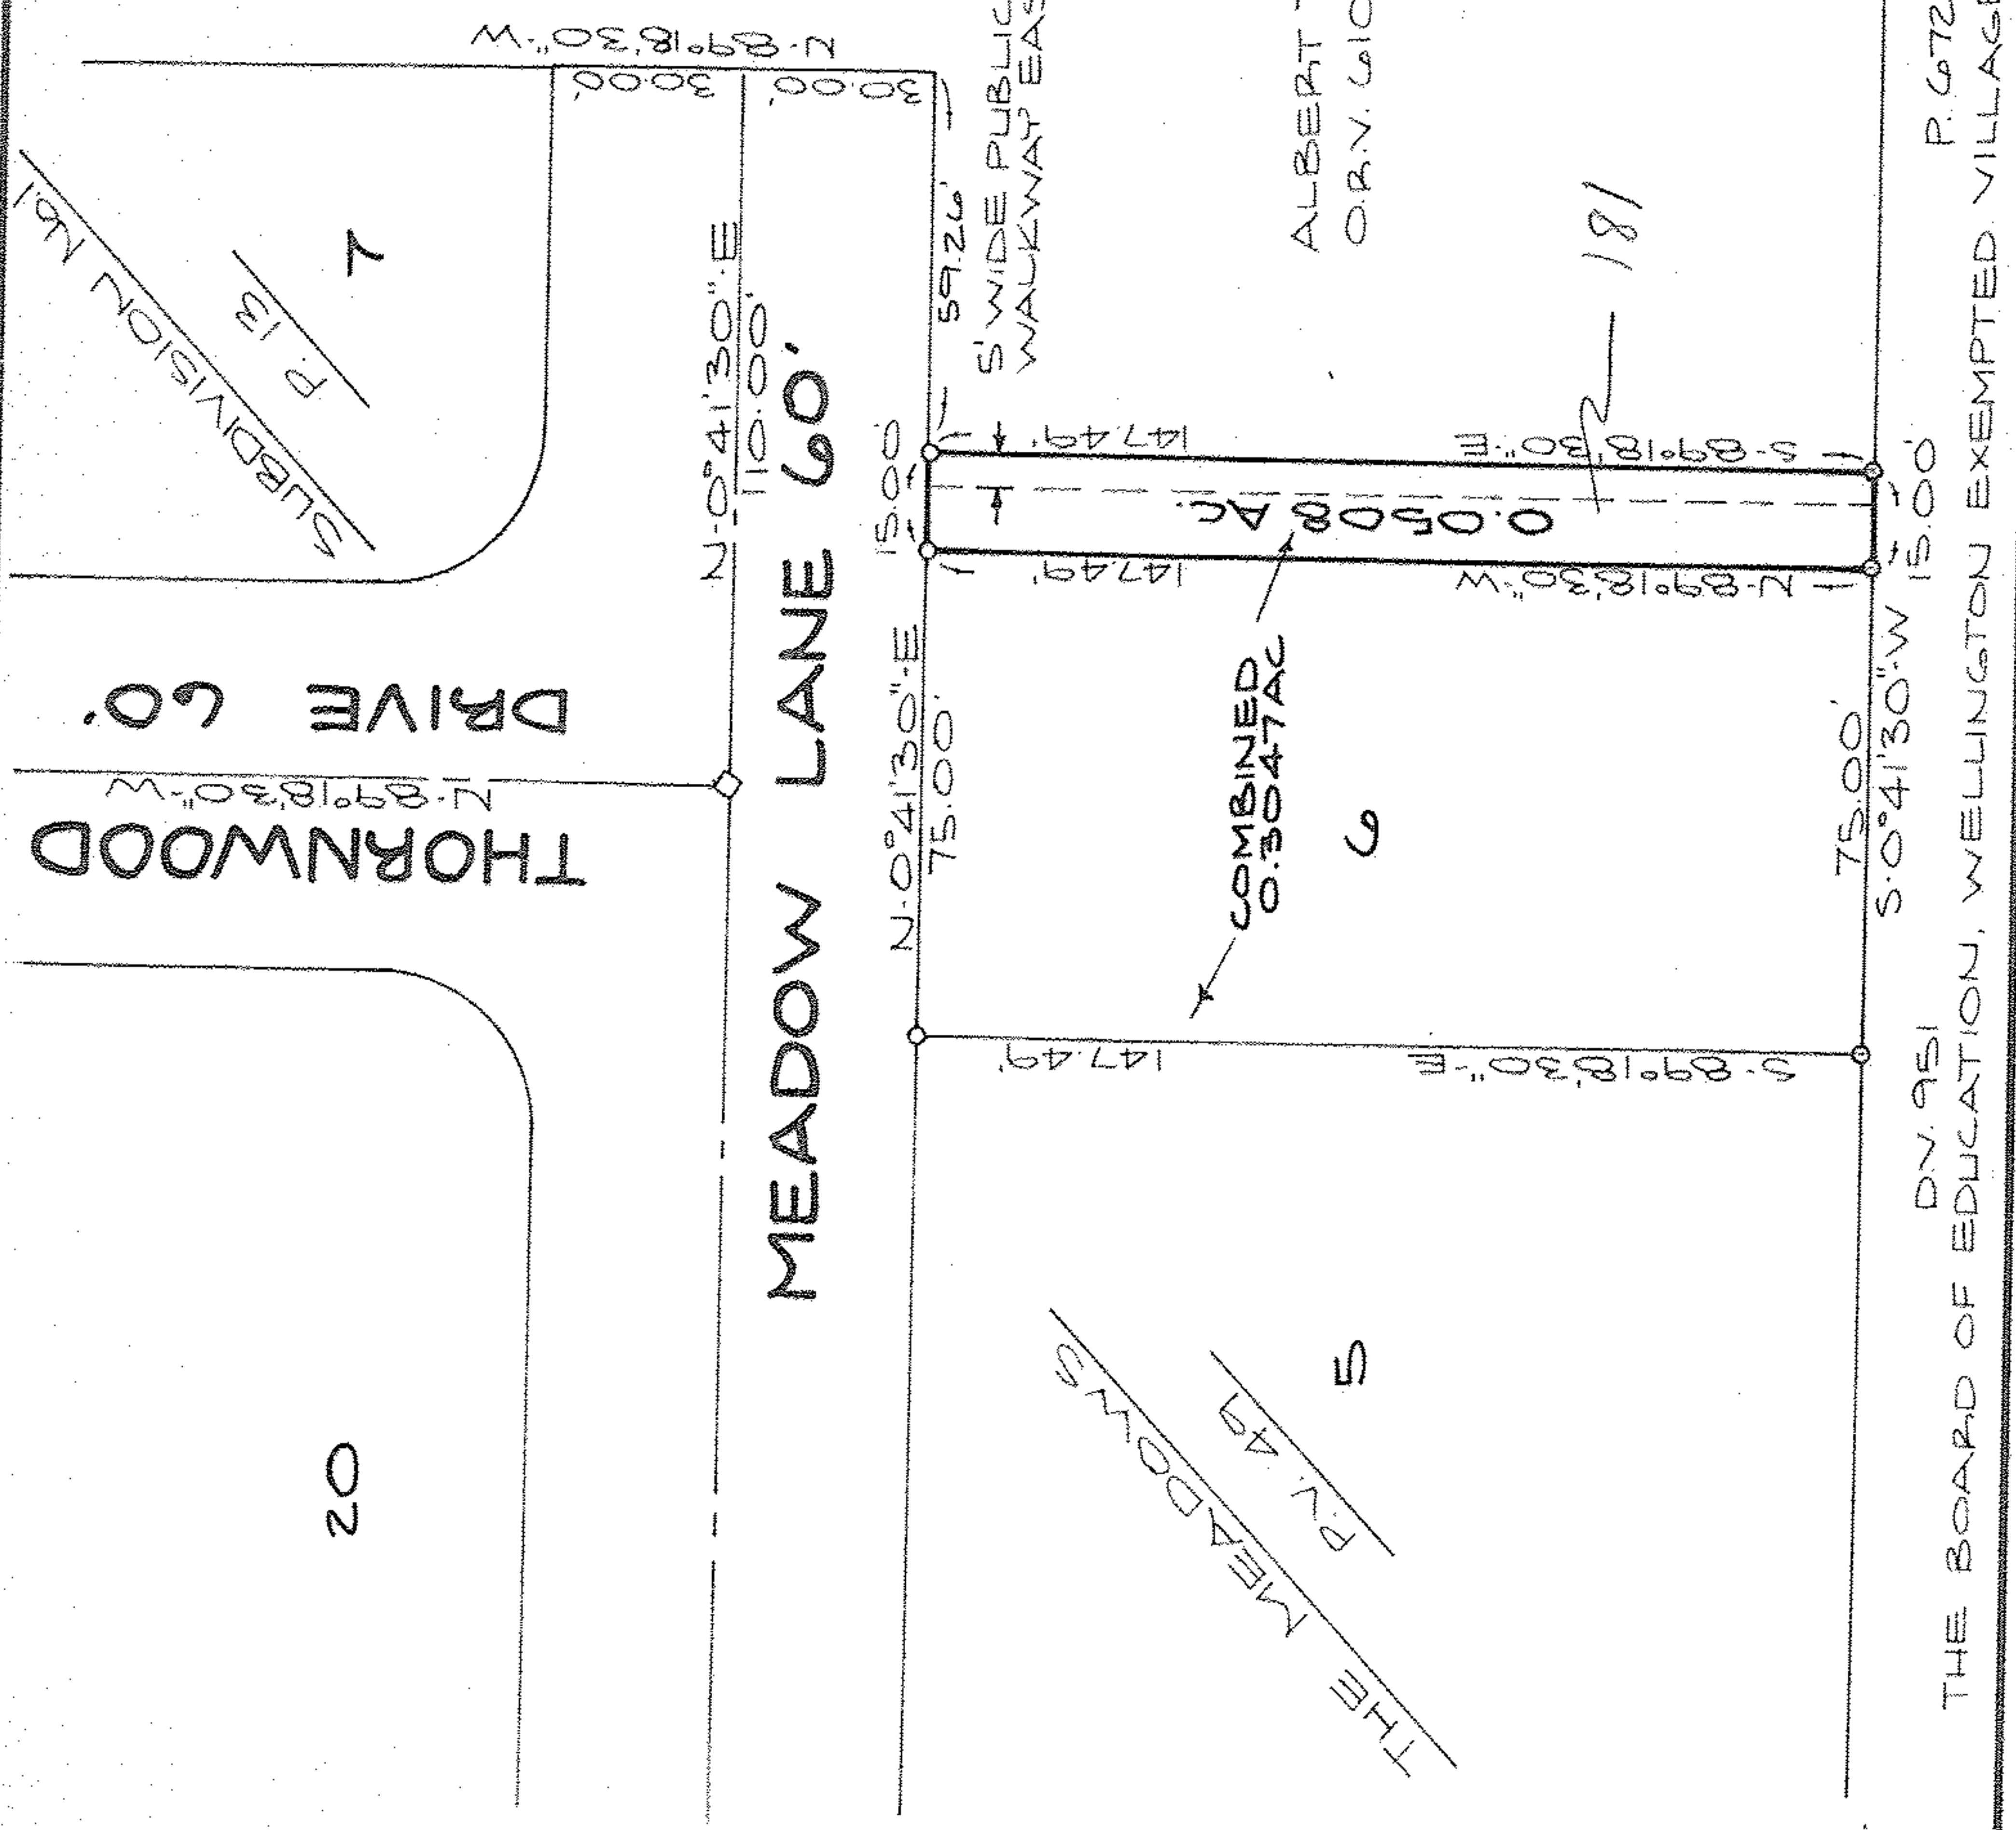 N-89°18'30"-W
30.00'
30.00'
SUBDIVISION No.1
P. 13
7
N-0°41'30"-E
110.00'
59.26'
5' WIDE PUBLIC
WALKWAY EAS
ALBERT
O.R.V. 610
181
P. 672
DRIVE 60'
N-89°18'30"-W
THORNWOOD
MEADOW LANE 60'
15.00'
147.49'
S-89°18'30"-E
0.0508 AC.
147.49'
N-89°18'30"-W
15.00'
N-0°41'30"-E
75.00'
COMBINED
0.3047AC
6
75.00'
S-0°41'30"-W
147.49'
S-89°18'30"-E
20
THE MEADOWS
P.V. 49
5
D.V. 951
THE BOARD OF EDUCATION, WELLINGTON EXEMPTED VILLAGE